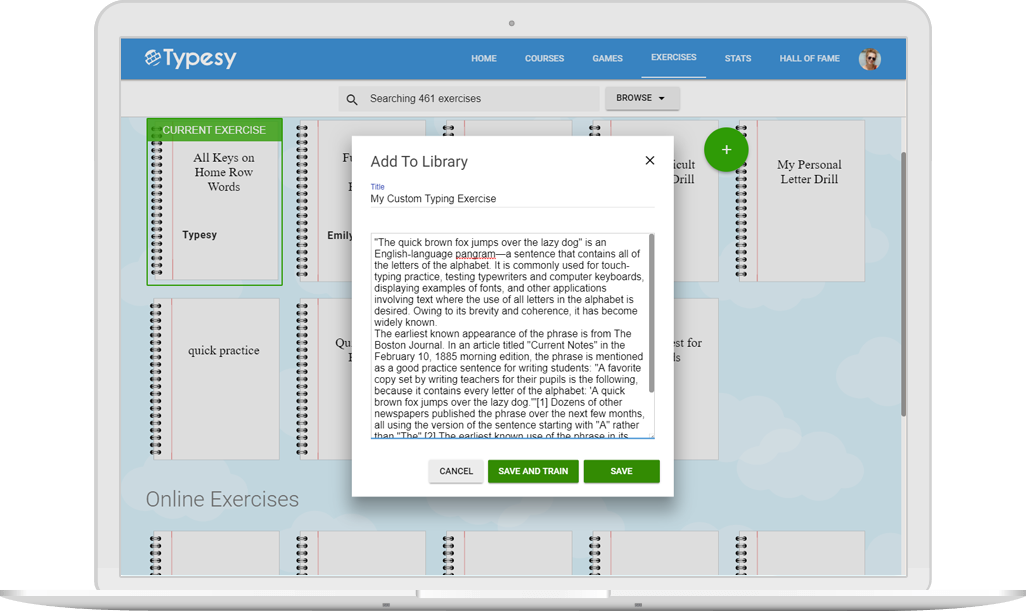 Typesy
HOME
COURSES
GAMES
EXERCISES
STATS
HALL OF FAME
Searching 461 exercises
BROWSE
CURRENT EXERCISE
All Keys on
Home Row
Words
Typesy
Emily
Drill
My Personal
Letter Drill
Add To Library
Title
My Custom Typing Exercise
"The quick brown fox jumps over the lazy dog" is an
English-language pangram—a sentence that contains all of
the letters of the alphabet. It is commonly used for touch-
typing practice, testing typewriters and computer keyboards,
displaying examples of fonts, and other applications
involving text where the use of all letters in the alphabet is
desired. Owing to its brevity and coherence, it has become
widely known.
The earliest known appearance of the phrase is from The
Boston Journal. In an article titled "Current Notes" in the
February 10, 1885 morning edition, the phrase is mentioned
as a good practice sentence for writing students: "A favorite
copy set by writing teachers for their pupils is the following,
because it contains every letter of the alphabet: 'A quick
brown fox jumps over the lazy dog.'"[1] Dozens of other
newspapers published the phrase over the next few months,
all using the version of the sentence starting with "A" rather
than "The".[2] The earliest known use of the phrase in its
CANCEL
SAVE AND TRAIN
SAVE
quick practice
for
Online Exercises